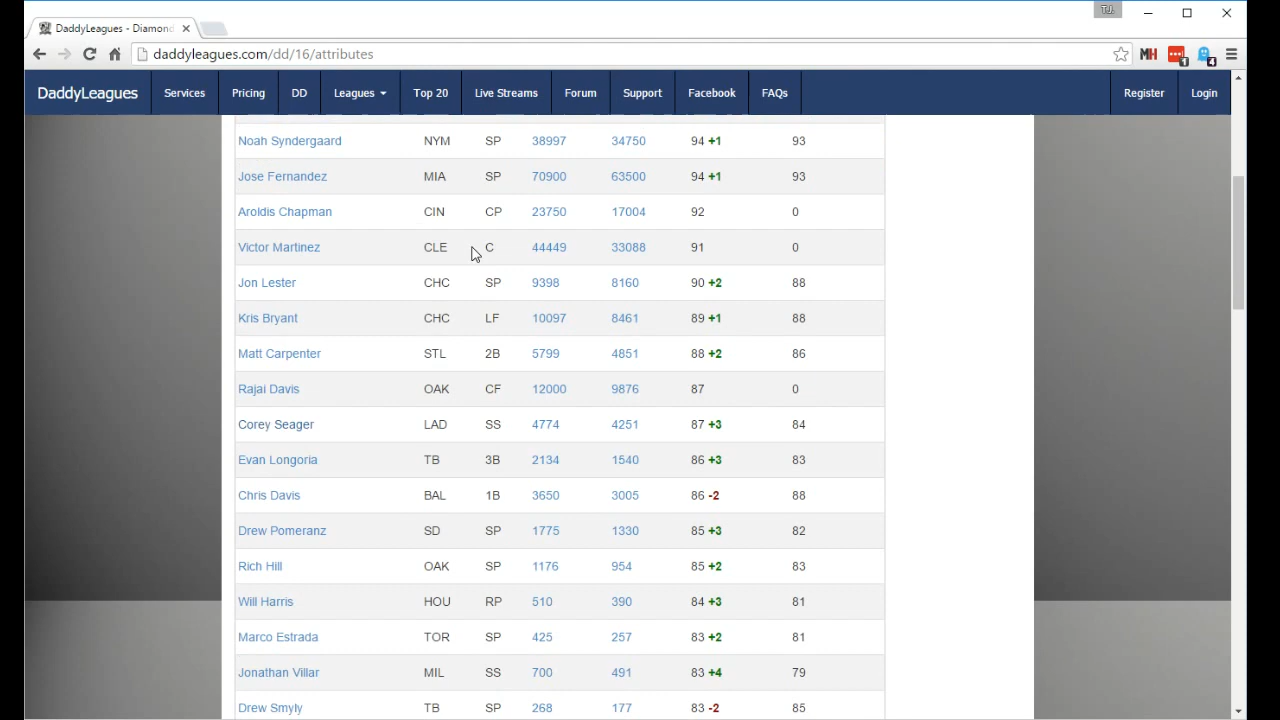 T.J.
DaddyLeagues - Diamond
daddyleagues.com/dd/16/attributes
MH 1 4
DaddyLeagues Services Pricing DD Leagues Top 20 Live Streams Forum Support Facebook FAQs Register Login
Noah Syndergaard NYM SP 38997 34750 94 +1 93
Jose Fernandez MIA SP 70900 63500 94 +1 93
Aroldis Chapman CIN CP 23750 17004 92 0
Victor Martinez CLE C 44449 33088 91 0
Jon Lester CHC SP 9398 8160 90 +2 88
Kris Bryant CHC LF 10097 8461 89 +1 88
Matt Carpenter STL 2B 5799 4851 88 +2 86
Rajai Davis OAK CF 12000 9876 87 0
Corey Seager LAD SS 4774 4251 87 +3 84
Evan Longoria TB 3B 2134 1540 86 +3 83
Chris Davis BAL 1B 3650 3005 86 -2 88
Drew Pomeranz SD SP 1775 1330 85 +3 82
Rich Hill OAK SP 1176 954 85 +2 83
Will Harris HOU RP 510 390 84 +3 81
Marco Estrada TOR SP 425 257 83 +2 81
Jonathan Villar MIL SS 700 491 83 +4 79
Drew Smyly TB SP 268 177 83 -2 85